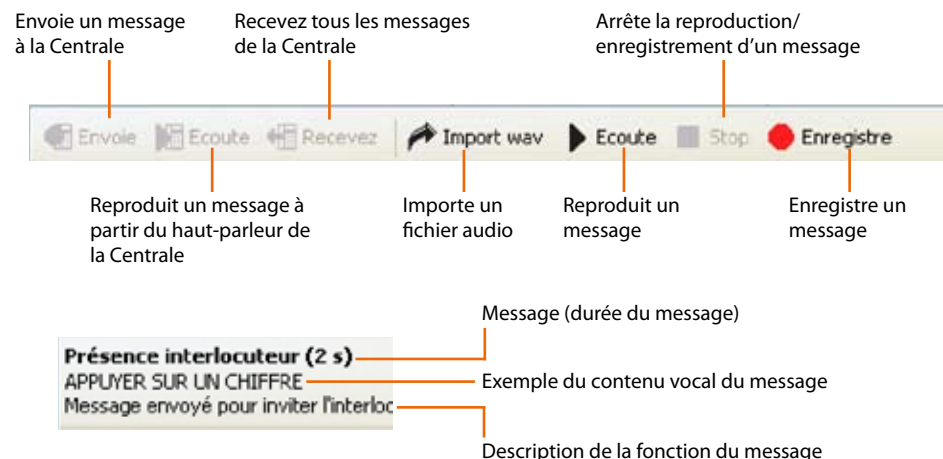 Envoie un message
à la Centrale
Recevez tous les messages
de la Centrale
Arrête la reproduction/
enregistrement d'un message
Envoie Ecoute Recevez Import wav Ecoute Stop Enregistre
Reproduit un message à
partir du haut-parleur de
la Centrale
Importe un
fichier audio
Reproduit un
message
Enregistre un
message
Message (durée du message)
Présence interlocuteur (2 s)
APPUYER SUR UN CHIFFRE
Exemple du contenu vocal du message
Message envoyé pour inviter l'interloc
Description de la fonction du message